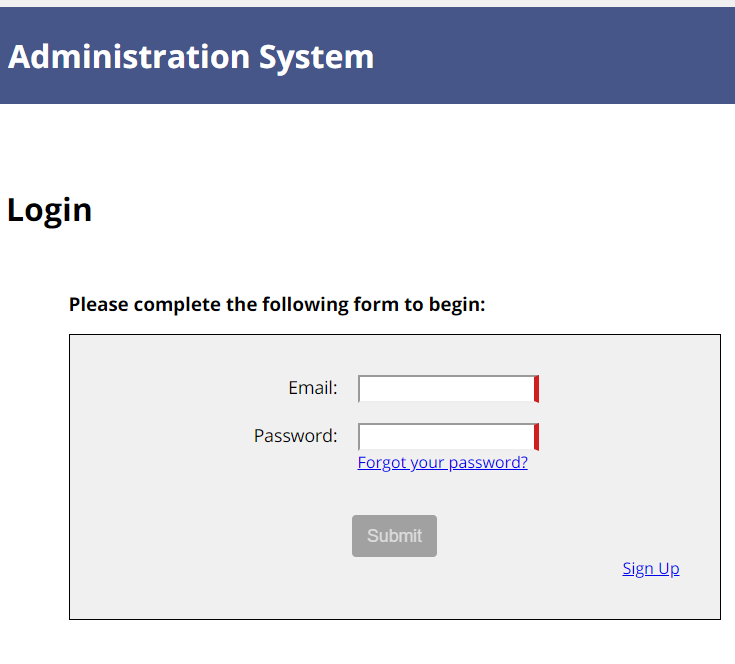 Administration System
Login
Please complete the following form to begin:
Email:
Password:
Forgot your password?
Submit
Sign Up